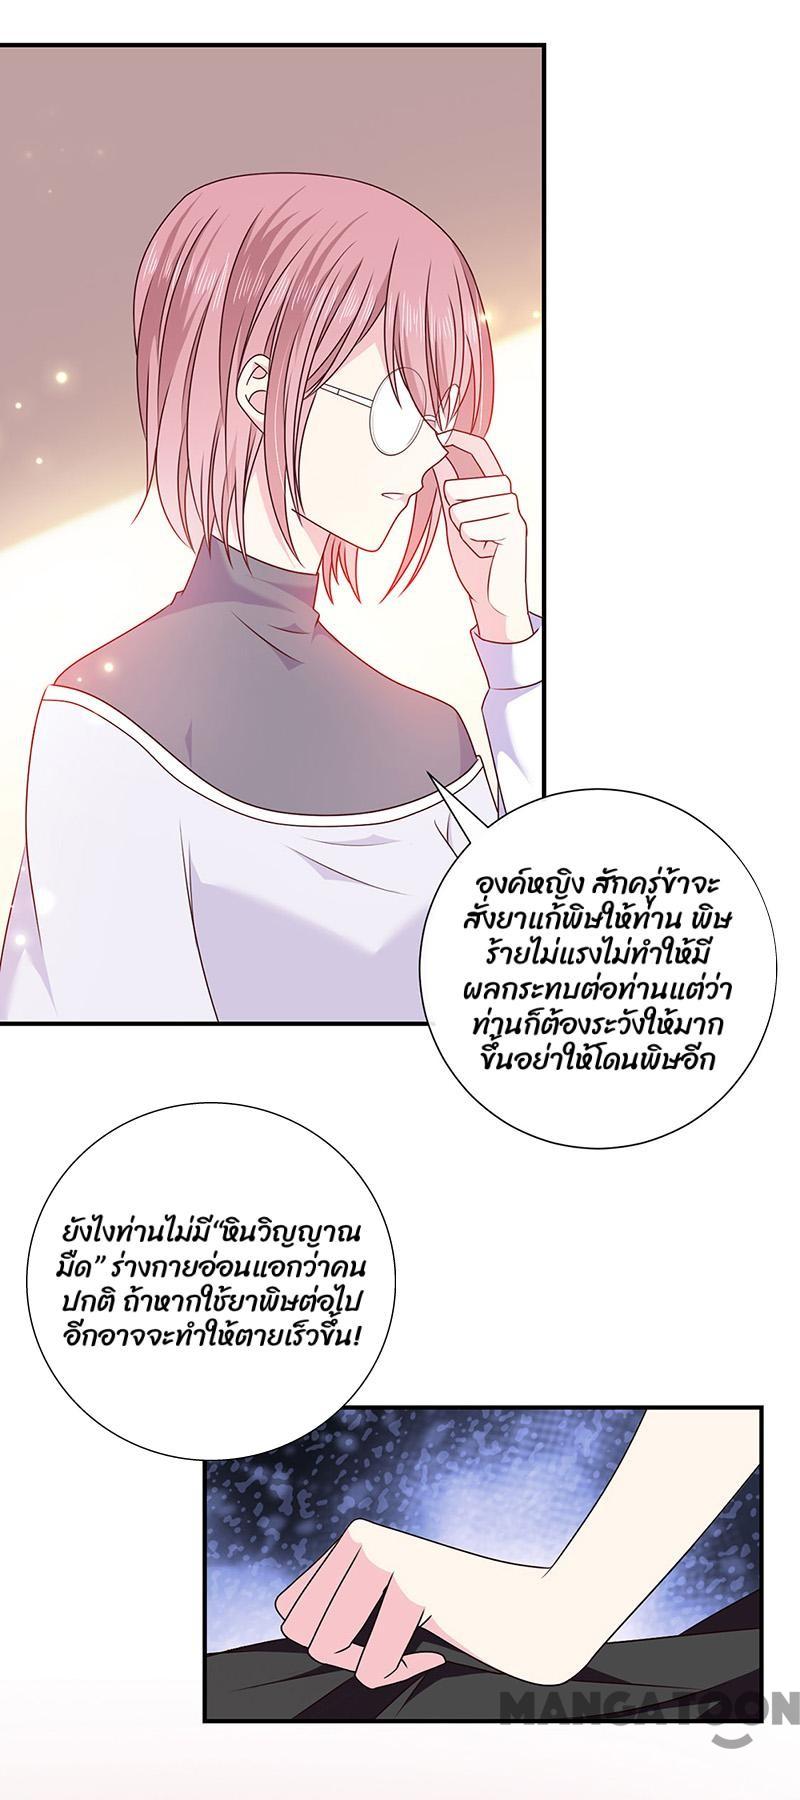 องค์หญิง สักครู่ข้าจะ
สั่งยาแก้พิษให้ท่าน พิษ
ร้ายไม่แรงไม่ทำให้มี
ผลกระทบต่อท่านแต่ว่า
ท่านก็ต้องระวังให้มาก
ขึ้นอย่าให้โดนพิษอีก
ยังไงท่านไม่มี“หินวิญญาณ
มืด” ร่างกายอ่อนแอกว่าคน
ปกติ ถ้าหากใช้ยาพิษต่อไป
อีกอาจจะทำให้ตายเร็วขึ้น!
MANGATOON